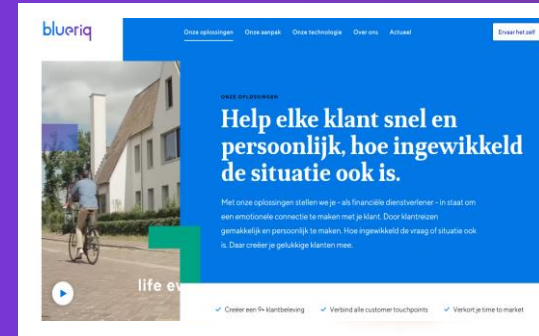 blueriq
Onze oplossingen Onze aanpak Onze technologie Over ons Actueel Ervaar het zelf
ONZE OPLOSSINGEN
Help elke klant snel en
persoonlijk, hoe ingewikkeld
de situatie ook is.
Met onze oplossingen stellen we je - als financiële dienstverlener - in staat om
een emotionele connectie te maken met je klant. Door klantreizen
gemakkelijk en persoonlijk te maken. Hoe ingewikkeld de vraag of situatie ook
is. Daar creëer je gelukkige klanten mee.
life ev
Creëer een 9+ klantbeleving Verbind alle customer touchpoints Verkort je time to market